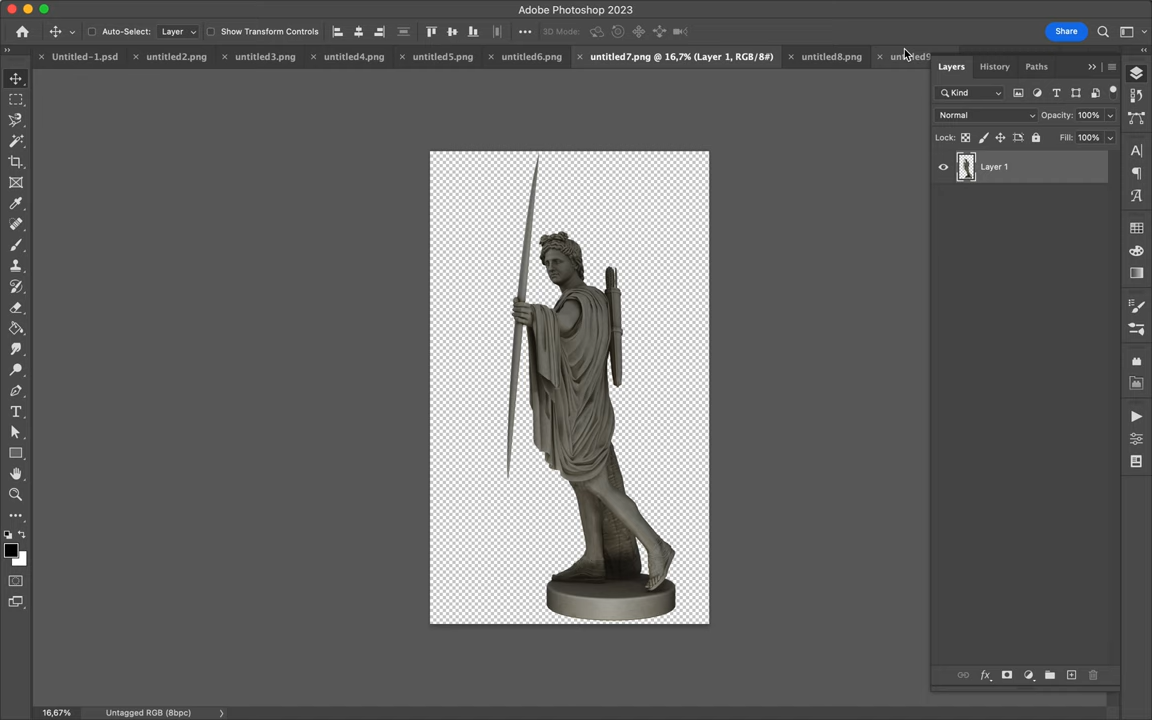 Adobe Photoshop 2023
Auto-Select: Layer Show Transform Controls 3D Mode: Share
Untitled-1.psd untitled2.png untitled3.png untitled4.png untitled5.png untitled6.png untitled7.png @ 16,7% (Layer 1, RGB/8#) untitled8.png untitled9
Layers History Paths
Kind
Normal Opacity: 100%
Lock: Fill: 100%
Layer 1
16,67% Untagged RGB (8bpc)